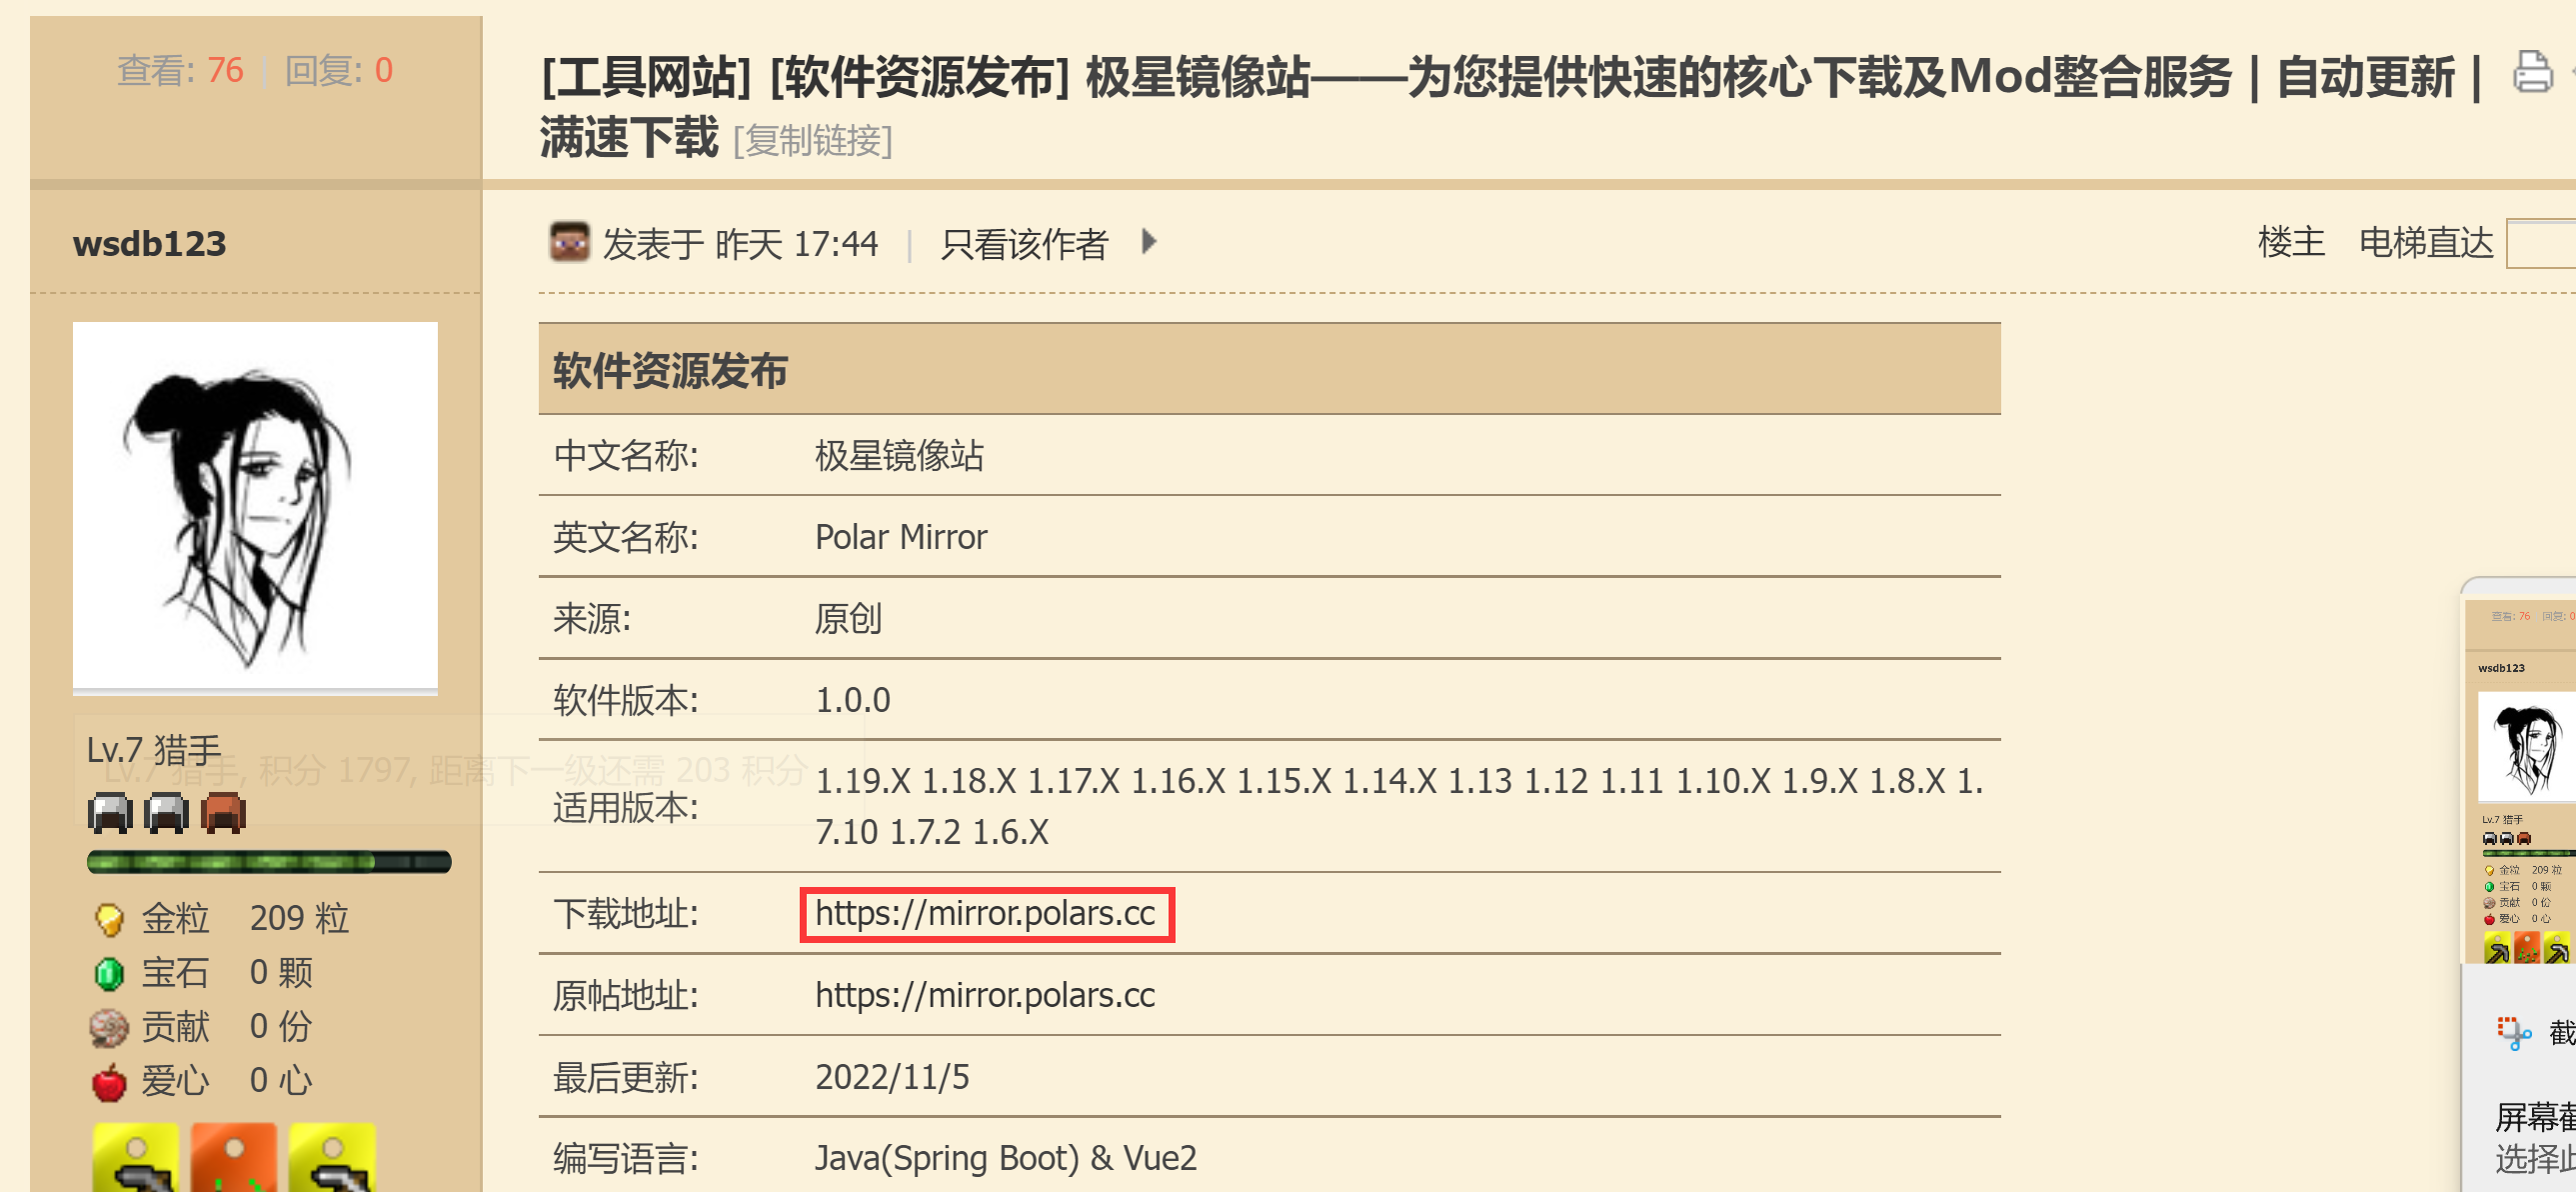 查看: 76 | 回复: 0
[工具网站] [软件资源发布] 极星镜像站——为您提供快速的核心下载及Mod整合服务 | 自动更新 |
满速下载 [复制链接]
wsdb123
发表于 昨天 17:44 | 只看该作者
楼主 电梯直达
软件资源发布
中文名称: 极星镜像站
英文名称: Polar Mirror
来源: 原创
软件版本: 1.0.0
Lv.7 猎手
Lv.7 猎手, 积分 1797, 距离下一级还需 203 积分
适用版本: 1.19.X 1.18.X 1.17.X 1.16.X 1.15.X 1.14.X 1.13 1.12 1.11 1.10.X 1.9.X 1.8.X 1.
7.10 1.7.2 1.6.X
下载地址: https://mirror.polars.cc
原帖地址: https://mirror.polars.cc
最后更新: 2022/11/5
编写语言: Java(Spring Boot) & Vue2
金粒 209 粒
宝石 0 颗
贡献 0 份
爱心 0 心
查看: 76 回复: 0
wsdb123
Lv.7 猎手
金粒 209 粒
宝石 0 颗
贡献 0 份
爱心 0 心
截
屏幕截
选择此